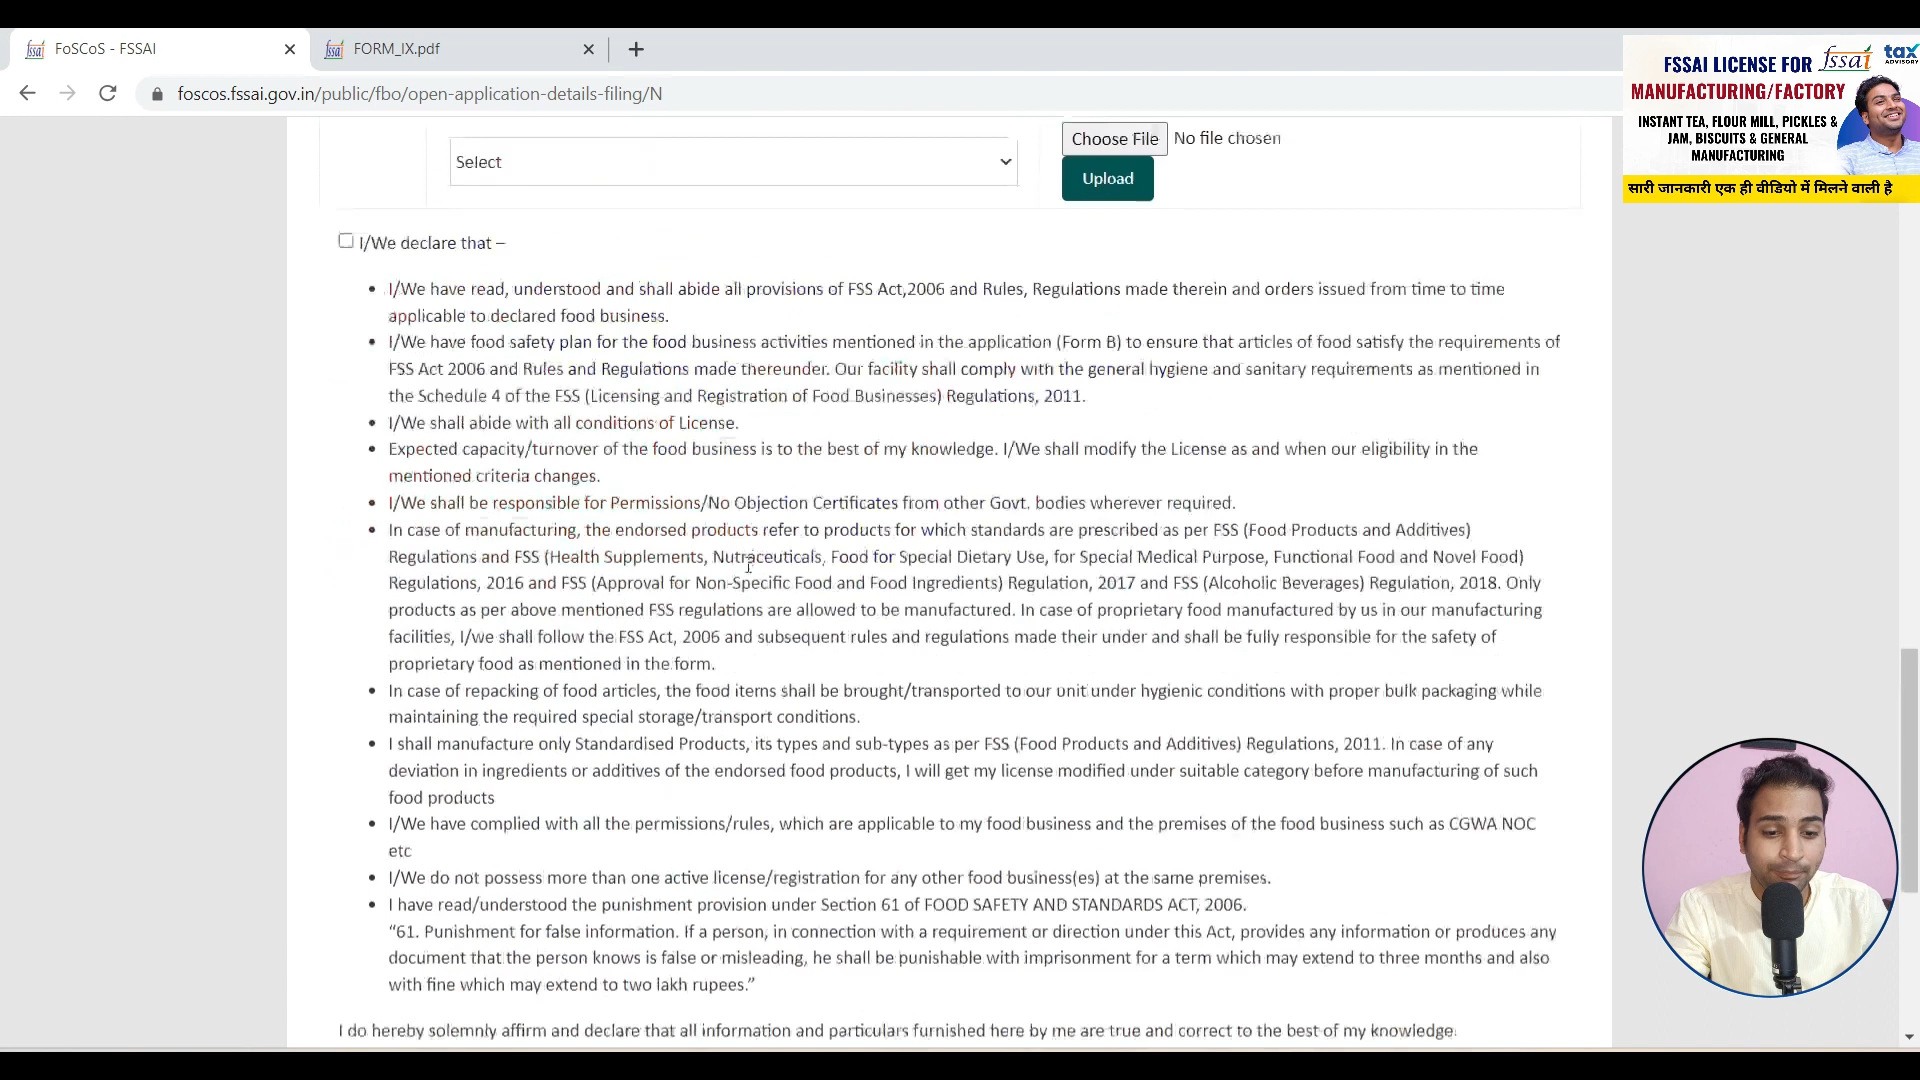 FoSCoS - FSSAI
FORM_IX.pdf
foscos.fssai.gov.in/public/fbo/open-application-details-filing/N
FSSAI LICENSE FOR fssai
tax
ADVISORY
MANUFACTURING/FACTORY
INSTANT TEA, FLOUR MILL, PICKLES &
JAM, BISCUITS & GENERAL
MANUFACTURING
सारी जानकारी एक ही वीडियो में मिलने वाली है
Select
Choose File No file chosen
Upload
I/We declare that –
• I/We have read, understood and shall abide all provisions of FSS Act,2006 and Rules, Regulations made therein and orders issued from time to time
applicable to declared food business.
• I/We have food safety plan for the food business activities mentioned in the application (Form B) to ensure that articles of food satisfy the requirements of
FSS Act 2006 and Rules and Regulations made thereunder. Our facility shall comply with the general hygiene and sanitary requirements as mentioned in
the Schedule 4 of the FSS (Licensing and Registration of Food Businesses) Regulations, 2011.
• I/We shall abide with all conditions of License.
• Expected capacity/turnover of the food business is to the best of my knowledge. I/We shall modify the License as and when our eligibility in the
mentioned criteria changes.
• I/We shall be responsible for Permissions/No Objection Certificates from other Govt. bodies wherever required.
• In case of manufacturing, the endorsed products refer to products for which standards are prescribed as per FSS (Food Products and Additives)
Regulations and FSS (Health Supplements, Nutraceuticals, Food for Special Dietary Use, for Special Medical Purpose, Functional Food and Novel Food)
Regulations, 2016 and FSS (Approval for Non-Specific Food and Food Ingredients) Regulation, 2017 and FSS (Alcoholic Beverages) Regulation, 2018. Only
products as per above mentioned FSS regulations are allowed to be manufactured. In case of proprietary food manufactured by us in our manufacturing
facilities, I/we shall follow the FSS Act, 2006 and subsequent rules and regulations made their under and shall be fully responsible for the safety of
proprietary food as mentioned in the form.
• In case of repacking of food articles, the food items shall be brought/transported to our unit under hygienic conditions with proper bulk packaging while
maintaining the required special storage/transport conditions.
• I shall manufacture only Standardised Products, its types and sub-types as per FSS (Food Products and Additives) Regulations, 2011. In case of any
deviation in ingredients or additives of the endorsed food products, I will get my license modified under suitable category before manufacturing of such
food products
• I/We have complied with all the permissions/rules, which are applicable to my food business and the premises of the food business such as CGWA NOC
etc
• I/We do not possess more than one active license/registration for any other food business(es) at the same premises.
• I have read/understood the punishment provision under Section 61 of FOOD SAFETY AND STANDARDS ACT, 2006.
“61. Punishment for false information. If a person, in connection with a requirement or direction under this Act, provides any information or produces any
document that the person knows is false or misleading, he shall be punishable with imprisonment for a term which may extend to three months and also
with fine which may extend to two lakh rupees.”
I do hereby solemnly affirm and declare that all information and particulars furnished here by me are true and correct to the best of my knowledge.